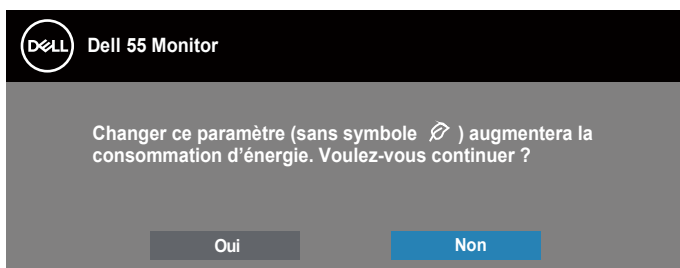 DELL Dell 55 Monitor
Changer ce paramètre (sans symbole ) augmentera la
consommation d’énergie. Voulez-vous continuer ?
Oui Non